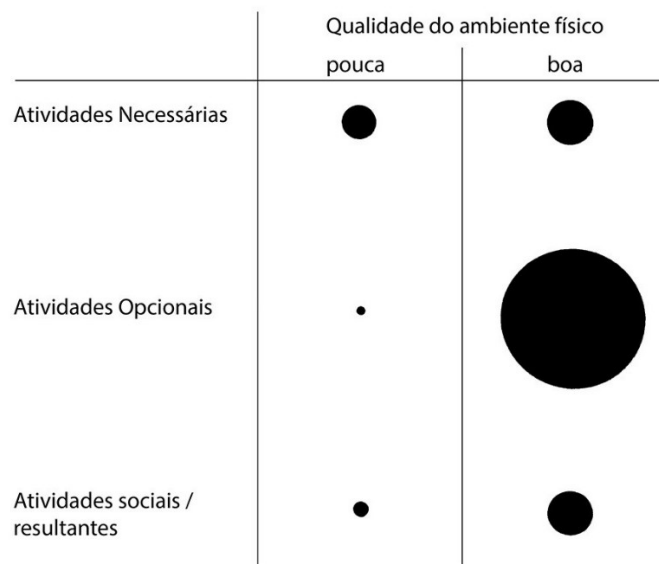 Qualidade do ambiente físico
pouca
boa
Atividades Necessárias
Atividades Opcionais
Atividades sociais /
resultantes